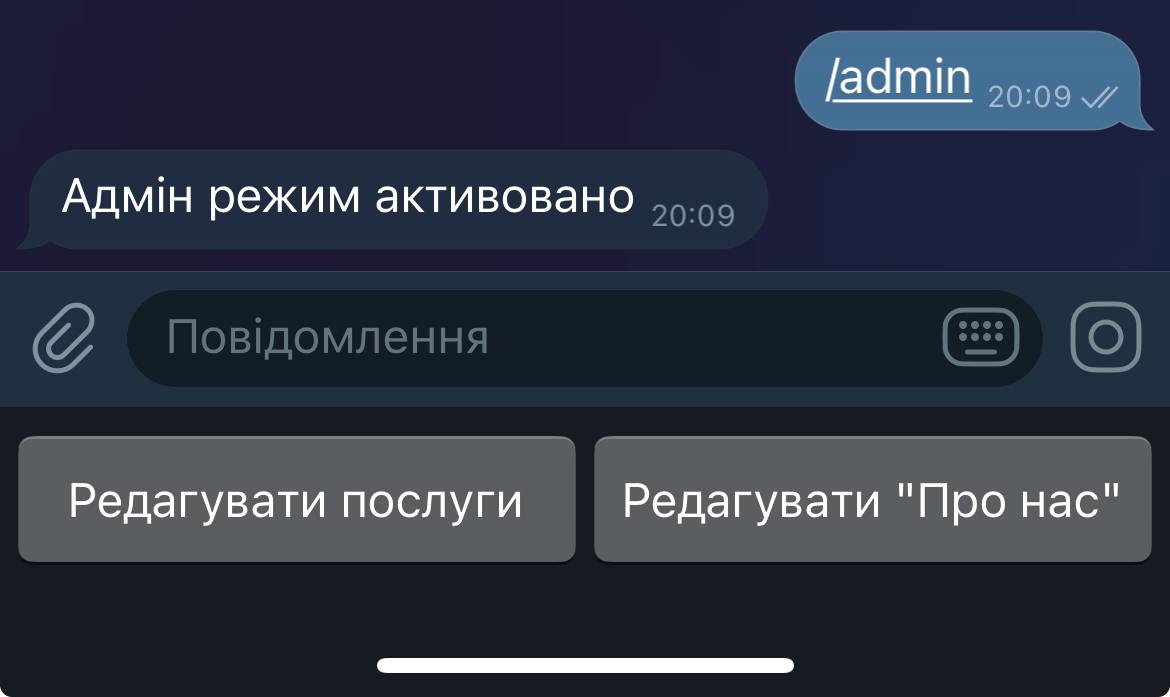 /admin 20:09
Адмін режим активовано 20:09
Повідомлення
Редагувати послуги
Редагувати "Про нас"